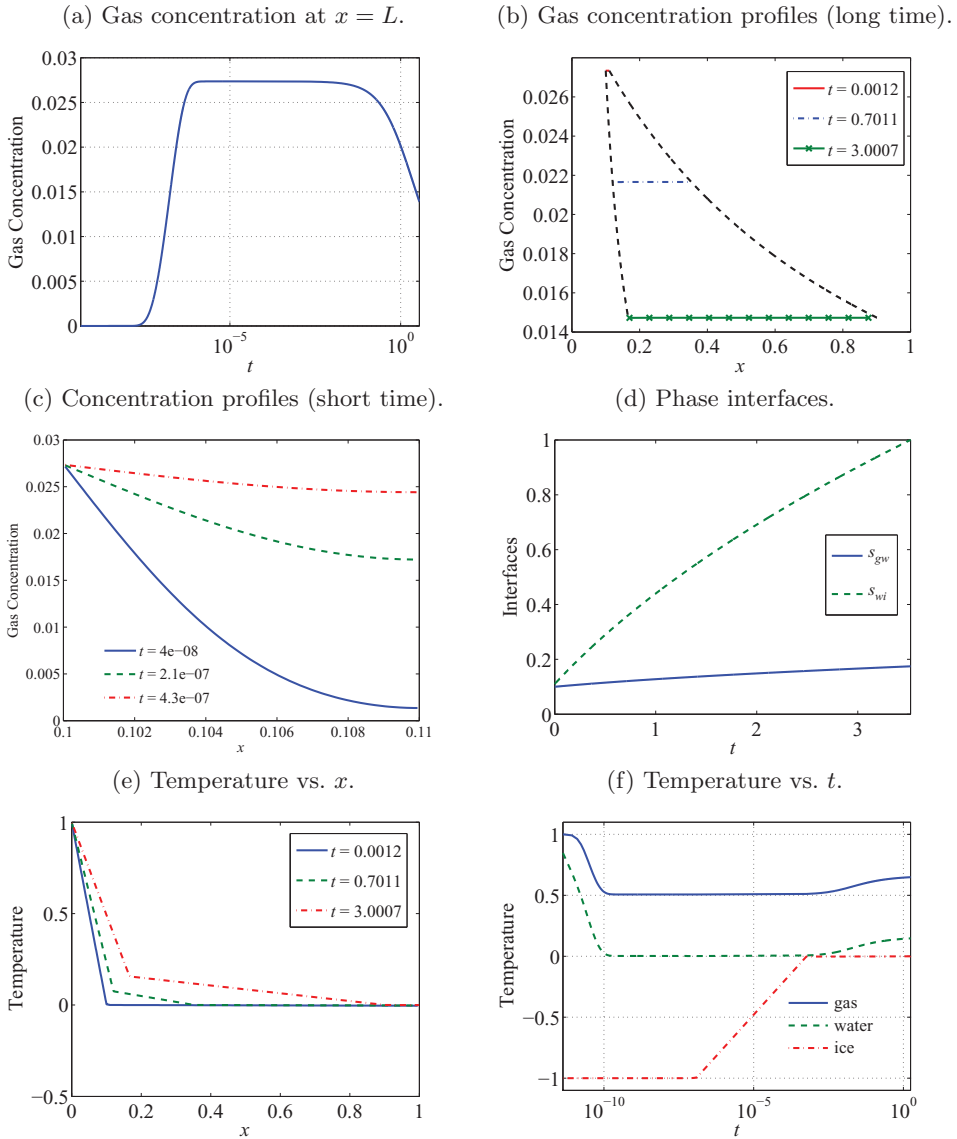 (a) Gas concentration at x = L.
0.03
0.025
0.02
0.015
0.01
0.005
0
Gas Concentration
10⁻⁵
10⁰
t
(b) Gas concentration profiles (long time).
0.026
0.024
0.022
0.02
0.018
0.016
0.014
Gas Concentration
t = 0.0012
t = 0.7011
t = 3.0007
0
0.2
0.4
0.6
0.8
1
x
(c) Concentration profiles (short time).
0.03
0.025
0.02
0.015
0.01
0.005
0
Gas Concentration
t = 4e−08
t = 2.1e−07
t = 4.3e−07
0.1
0.102
0.104
0.106
0.108
0.11
x
(d) Phase interfaces.
1
0.8
0.6
0.4
0.2
0
Interfaces
s_gw
s_wi
0
1
2
3
t
(e) Temperature vs. x.
1
0.5
0
−0.5
Temperature
t = 0.0012
t = 0.7011
t = 3.0007
0
0.2
0.4
0.6
0.8
1
x
(f) Temperature vs. t.
1
0.5
0
−0.5
−1
Temperature
gas
water
ice
10⁻¹⁰
10⁻⁵
10⁰
t